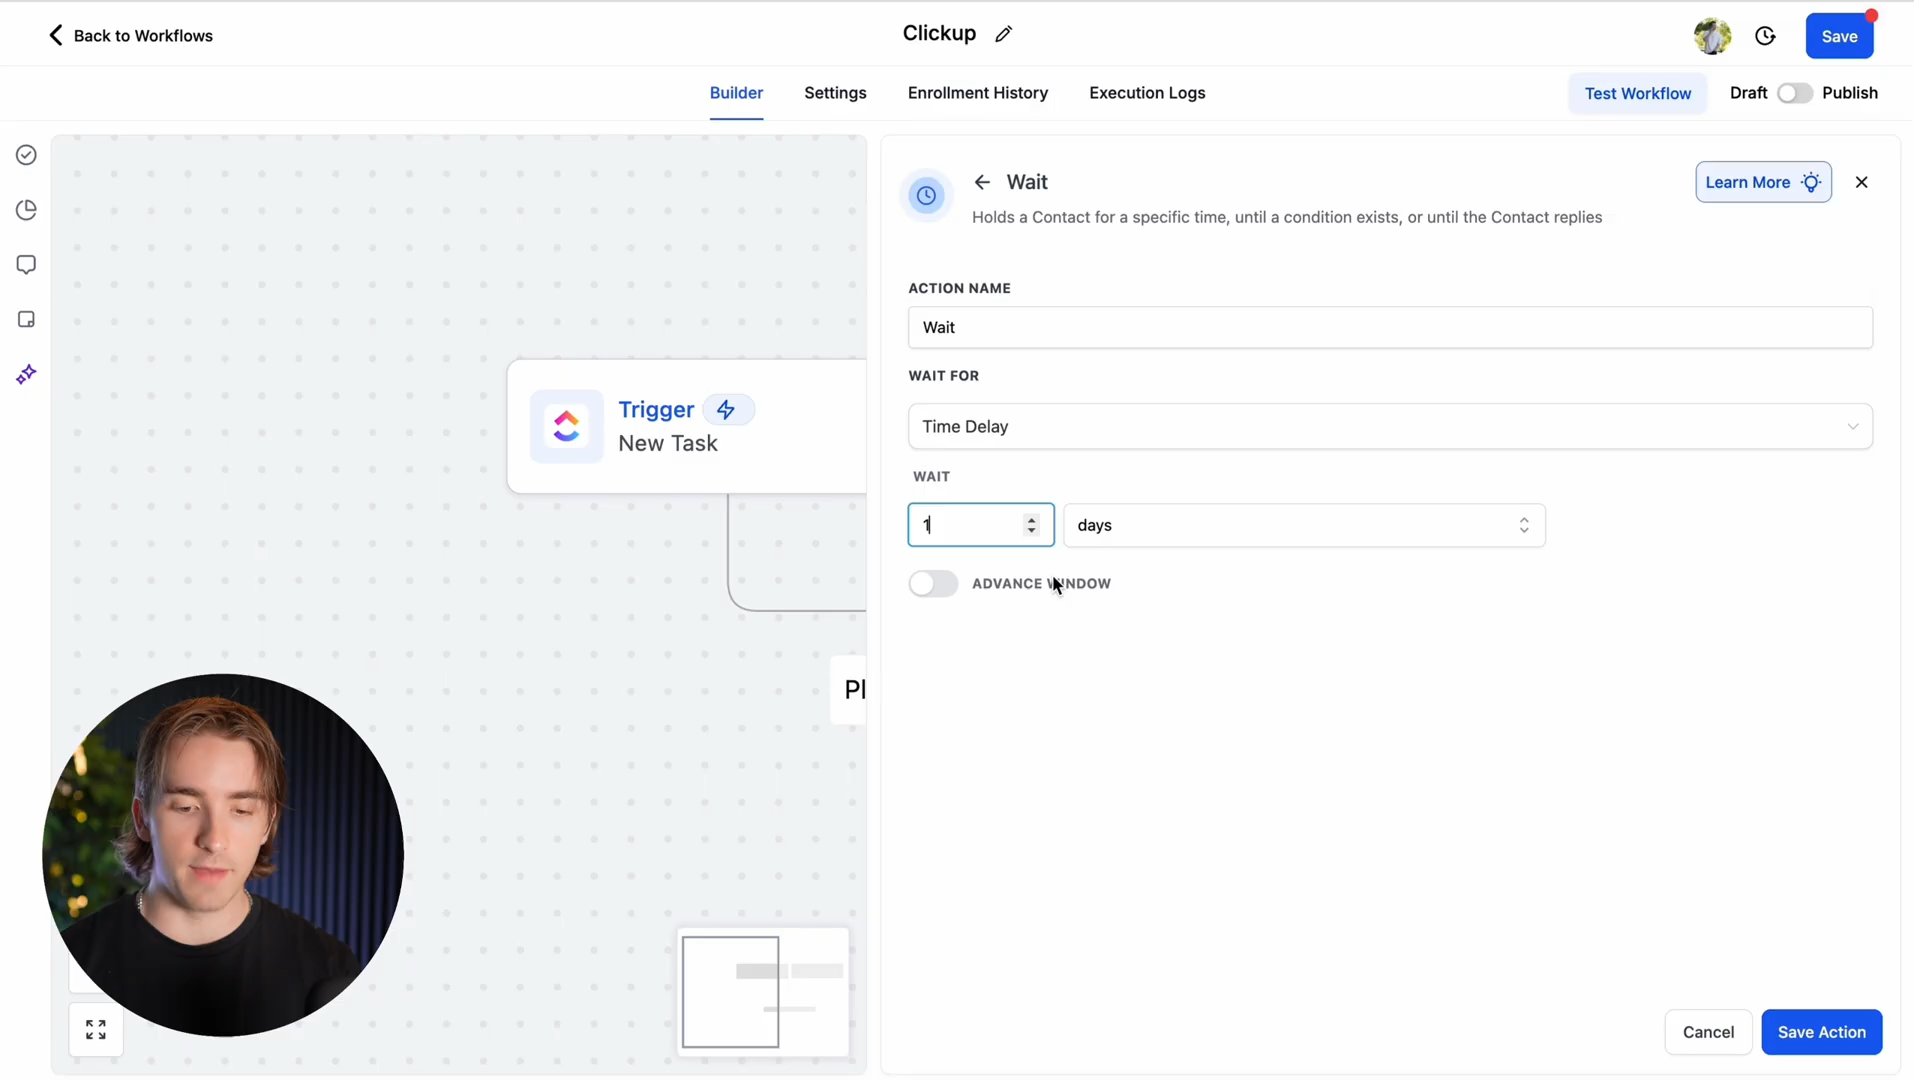 Back to Workflows
Clickup
Save
Builder
Settings
Enrollment History
Execution Logs
Test Workflow
Draft
Publish
Wait
Learn More
Holds a Contact for a specific time, until a condition exists, or until the Contact replies
ACTION NAME
Wait
WAIT FOR
Time Delay
WAIT
1
days
ADVANCE WINDOW
Trigger
New Task
Pl
Cancel
Save Action